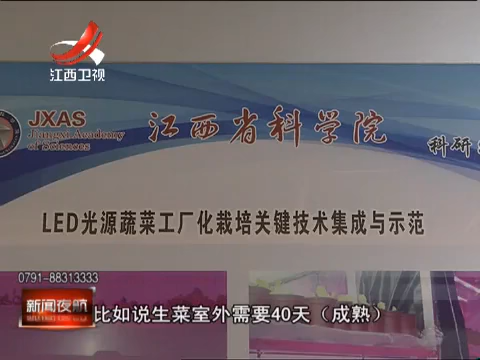 江西卫视
JXAS
Jiangxi Academy
of Sciences
江西省科学院
科研
LED光源蔬菜工厂化栽培关键技术集成与示范
0791-88313333
新闻夜航
比如说生菜室外需要40天（成熟）